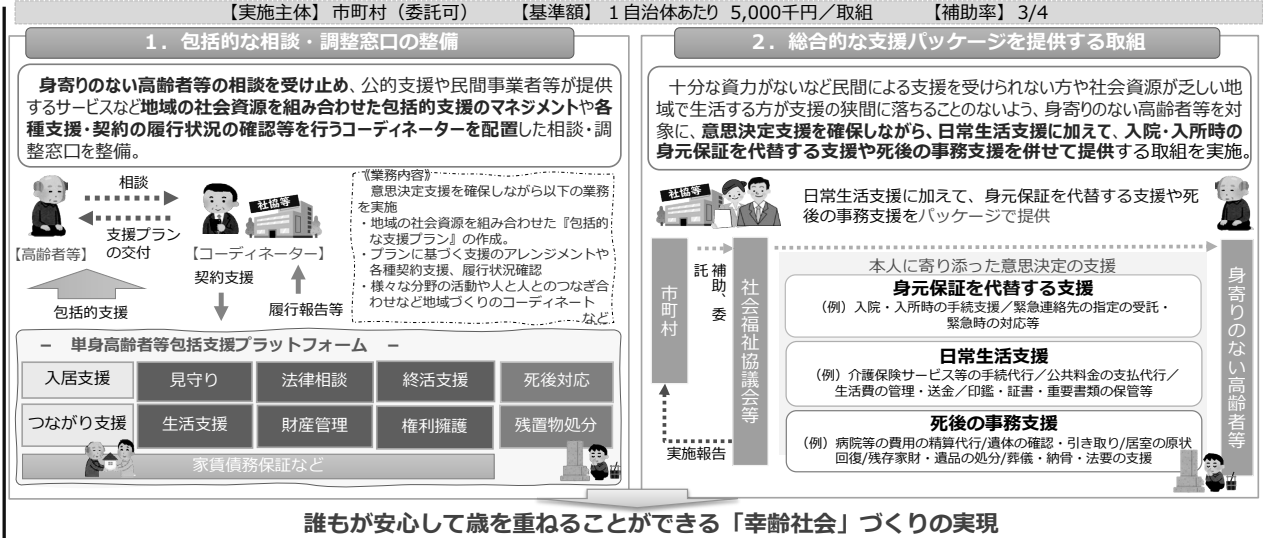 【実施主体】市町村（委託可） 【基準額】１自治体あたり 5,000千円／取組 【補助率】3/4
１．包括的な相談・調整窓口の整備
身寄りのない高齢者等の相談を受け止め、公的支援や民間事業者等が提供
するサービスなど地域の社会資源を組み合わせた包括的支援のマネジメントや各
種支援・契約の履行状況の確認等を行うコーディネーターを配置した相談・調
整窓口を整備。
相談
支援プラン
の交付
【高齢者等】
社協等
【コーディネーター】
包括的支援
契約支援
履行報告等
《業務内容》
意思決定支援を確保しながら以下の業務
を実施
・地域の社会資源を組み合わせた『包括的
な支援プラン』の作成。
・プランに基づく支援のアレンジメントや
各種契約支援、履行状況確認
・様々な分野の活動や人と人とのつなぎ合
わせなど地域づくりのコーディネート
など
－ 単身高齢者等包括支援プラットフォーム －
入居支援 見守り 法律相談 終活支援 死後対応
つながり支援 生活支援 財産管理 権利擁護 残置物処分
家賃債務保証など
２．総合的な支援パッケージを提供する取組
十分な資力がないなど民間による支援を受けられない方や社会資源が乏しい地
域で生活する方が支援の狭間に落ちることのないよう、身寄りのない高齢者等を対
象に、意思決定支援を確保しながら、日常生活支援に加えて、入院・入所時の
身元保証を代替する支援や死後の事務支援を併せて提供する取組を実施。
社協等
日常生活支援に加えて、身元保証を代替する支援や死
後の事務支援をパッケージで提供
市町村
補助、委
託
実施報告
社会福祉協議会等
本人に寄り添った意思決定の支援
身元保証を代替する支援
（例）入院・入所時の手続支援／緊急連絡先の指定の受託・
緊急時の対応等
日常生活支援
（例）介護保険サービス等の手続代行／公共料金の支払代行／
生活費の管理・送金／印鑑・証書・重要書類の保管等
死後の事務支援
（例）病院等の費用の精算代行/遺体の確認・引き取り/居室の原状
回復/残存家財・遺品の処分/葬儀・納骨・法要の支援
身寄りのない高齢者等
誰もが安心して歳を重ねることができる「幸齢社会」づくりの実現